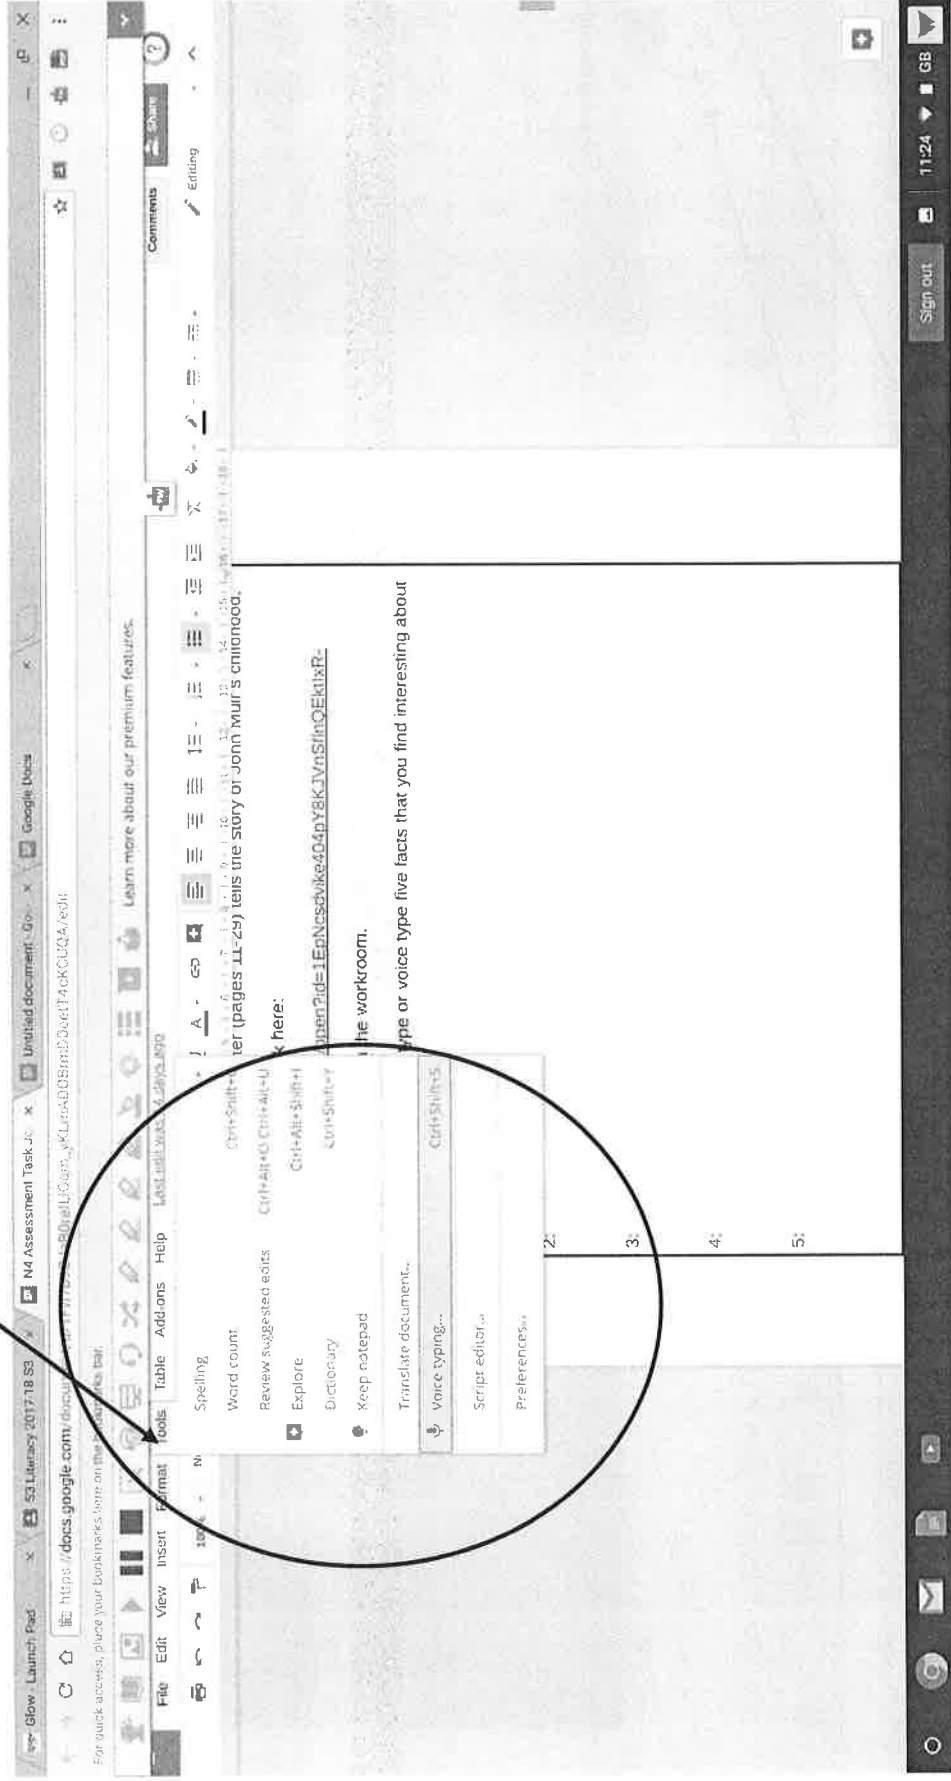 Glow - Launch Pad × S3 Literacy 2017-18 S3 × N4 Assessment Task × Untitled document - Goo × Google Docs ×
https://docs.google.com/docum /edit
For quick access, place your bookmarks here on the bookmarks bar.
Learn more about our premium features.
File Edit View Insert Format Tools Table Add-ons Help Last edit was 4 days ago Comments Share
100% A Editing
Spelling
Word count Ctrl+Shift+
Review suggested edits Ctrl+Alt+O Ctrl+Alt+U
Explore Ctrl+Alt+Shift+I
Dictionary Ctrl+Shift+Y
Keep notepad
Translate document...
Voice typing... Ctrl+Shift+S
Script editor...
Preferences...
ter (pages 11-29) tells the story of John Muir's childhood.
k here:
he workroom.
ype or voice type five facts that you find interesting about
2:
3:
4:
5:
Sign out 11:24 GB